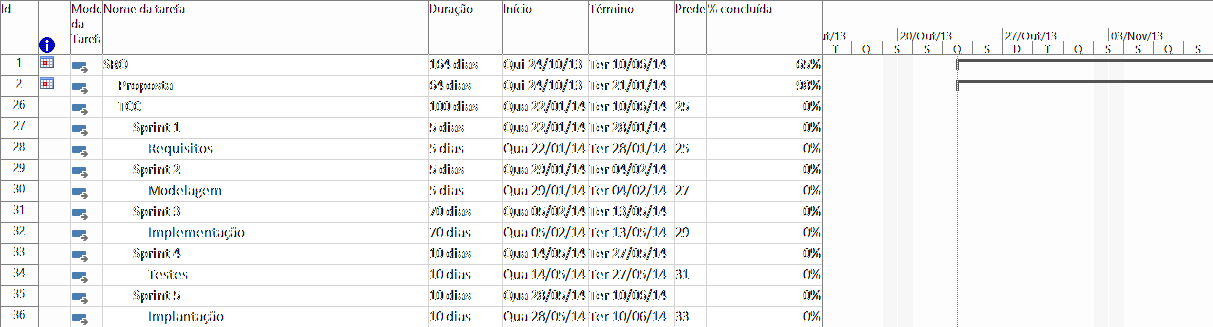 Id Modo da Tarefa Nome da tarefa Duração Início Término Prede % concluída
20/Out/13 27/Out/13 03/Nov/13
T Q S S Q S D T Q S S Q S
1 SBO 164 dias Qui 24/10/13 Ter 10/06/14
2 Proposta 64 dias Qui 24/10/13 Ter 21/01/14 98%
26 TCC 100 dias Qua 22/01/14 Ter 10/06/14 25 0%
27 Sprint 1 5 dias Qua 22/01/14 Ter 28/01/14 0%
28 Requisitos 5 dias Qua 22/01/14 Ter 28/01/14 25 0%
29 Sprint 2 5 dias Qua 29/01/14 Ter 04/02/14 0%
30 Modelagem 5 dias Qua 29/01/14 Ter 04/02/14 27 0%
31 Sprint 3 70 dias Qua 05/02/14 Ter 13/05/14 0%
32 Implementação 70 dias Qua 05/02/14 Ter 13/05/14 29 0%
33 Sprint 4 10 dias Qua 14/05/14 Ter 27/05/14 0%
34 Testes 10 dias Qua 14/05/14 Ter 27/05/14 31 0%
35 Sprint 5 10 dias Qua 28/05/14 Ter 10/06/14 0%
36 Implantação 10 dias Qua 28/05/14 Ter 10/06/14 33 0%